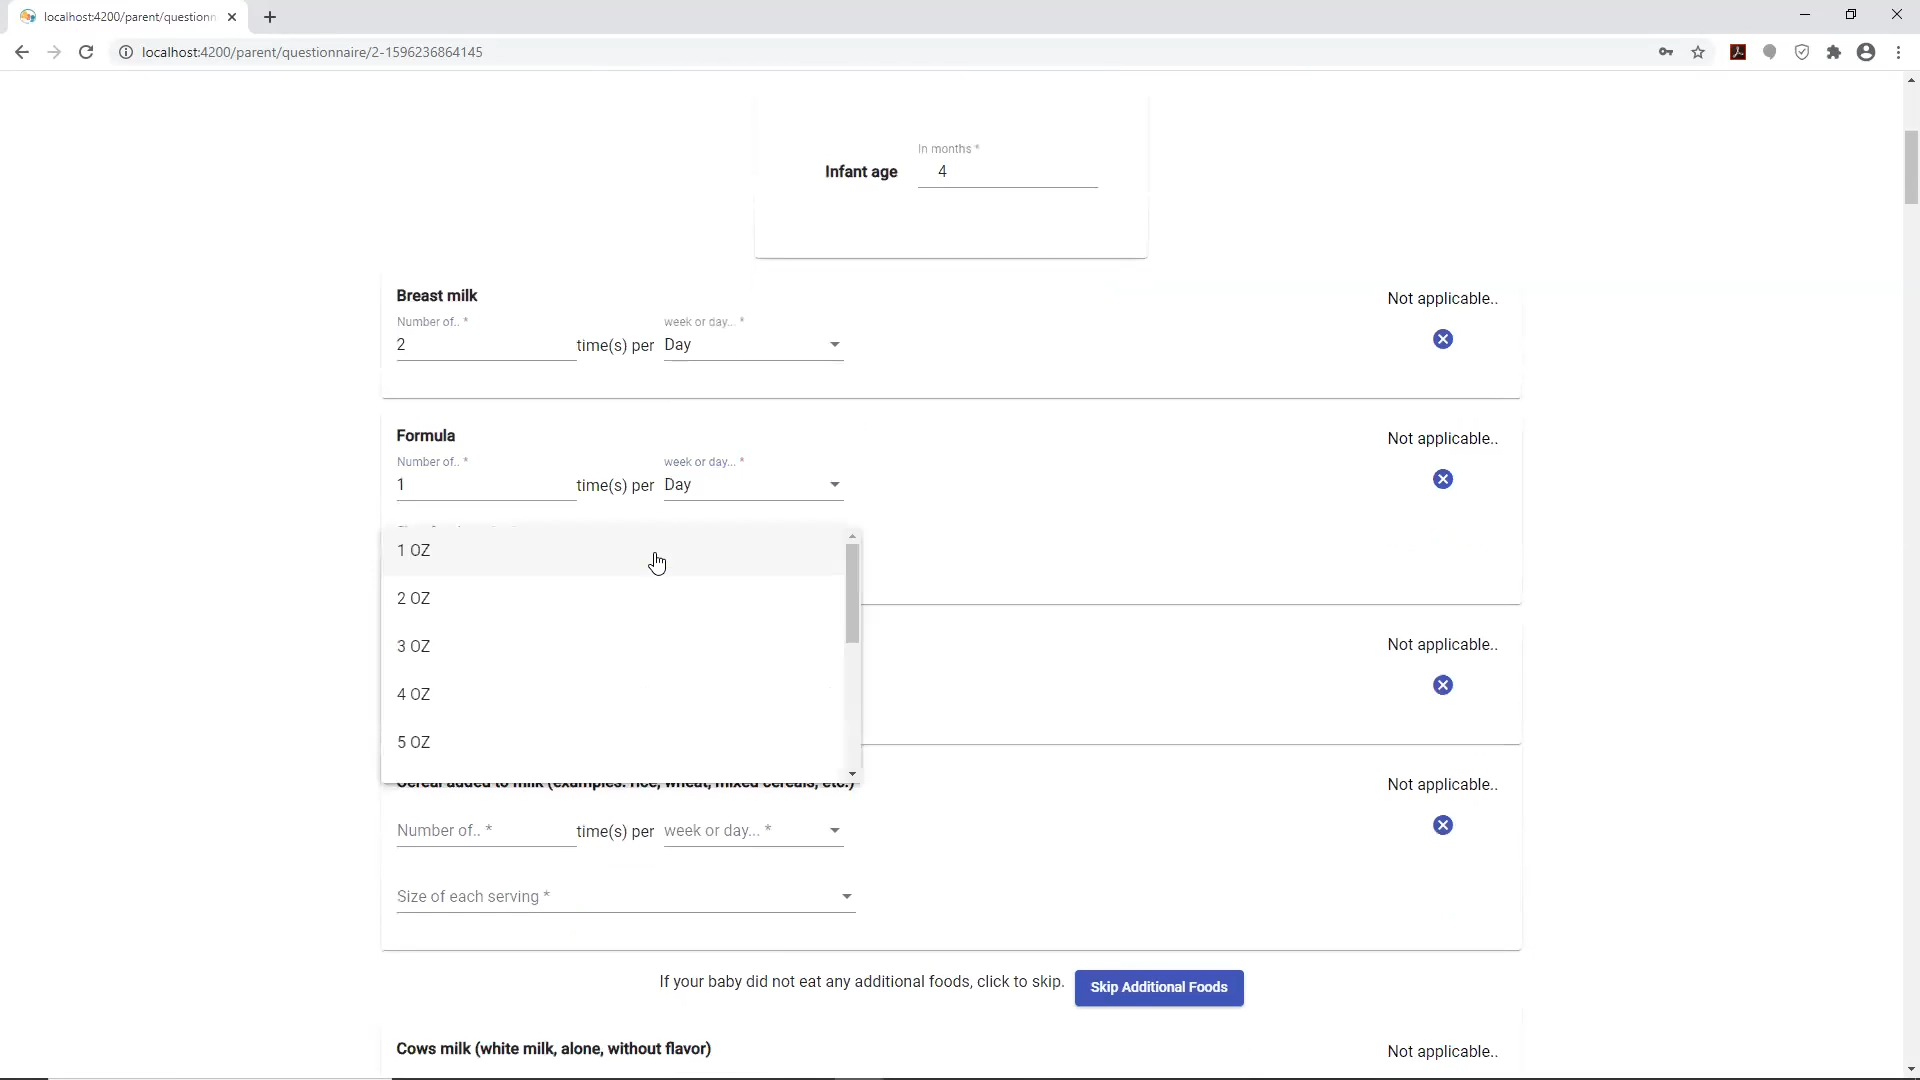 localhost:4200/parent/questionn
localhost:4200/parent/questionnaire/2-1596236864145
In months *
Infant age 4
Breast milk
Not applicable..
Number of.. *
week or day... *
2
time(s) per
Day
Formula
Not applicable..
Number of.. *
week or day... *
1
time(s) per
Day
1 OZ
2 OZ
3 OZ
Not applicable..
4 OZ
5 OZ
Cereal added to milk (examples: rice, wheat, mixed cereals, etc.)
Not applicable..
Number of.. *
time(s) per
week or day... *
Size of each serving *
If your baby did not eat any additional foods, click to skip.
Skip Additional Foods
Cows milk (white milk, alone, without flavor)
Not applicable..